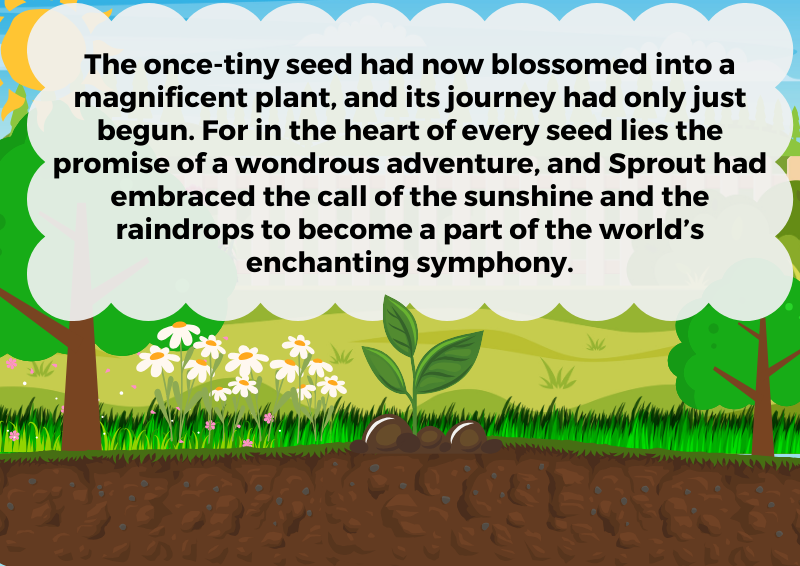 The once-tiny seed had now blossomed into a
magnificent plant, and its journey had only just
begun. For in the heart of every seed lies the
promise of a wondrous adventure, and Sprout had
embraced the call of the sunshine and the
raindrops to become a part of the world’s
enchanting symphony.